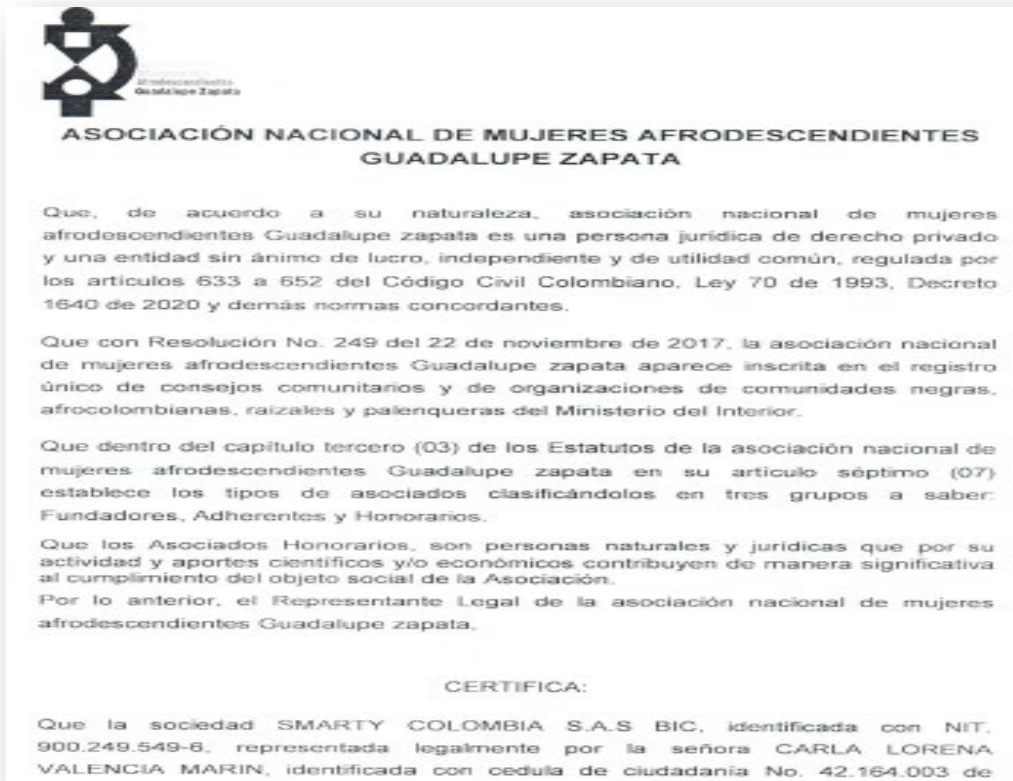 Afrodescendientes
Guadalupe Zapata
ASOCIACIÓN NACIONAL DE MUJERES AFRODESCENDIENTES
GUADALUPE ZAPATA
Que, de acuerdo a su naturaleza, asociación nacional de mujeres
afrodescendientes Guadalupe zapata es una persona jurídica de derecho privado
y una entidad sin ánimo de lucro, independiente y de utilidad común, regulada por
los artículos 633 a 652 del Código Civil Colombiano, Ley 70 de 1993, Decreto
1640 de 2020 y demás normas concordantes.
Que con Resolución No. 249 del 22 de noviembre de 2017, la asociación nacional
de mujeres afrodescendientes Guadalupe zapata aparece inscrita en el registro
único de consejos comunitarios y de organizaciones de comunidades negras,
afrocolombianas, raizales y palenqueras del Ministerio del Interior.
Que dentro del capítulo tercero (03) de los Estatutos de la asociación nacional de
mujeres afrodescendientes Guadalupe zapata en su artículo séptimo (07)
establece los tipos de asociados clasificándolos en tres grupos a saber:
Fundadores, Adherentes y Honorarios.
Que los Asociados Honorarios, son personas naturales y jurídicas que por su
actividad y aportes científicos y/o económicos contribuyen de manera significativa
al cumplimiento del objeto social de la Asociación.
Por lo anterior, el Representante Legal de la asociación nacional de mujeres
afrodescendientes Guadalupe zapata,
CERTIFICA:
Que la sociedad SMARTY COLOMBIA S.A.S BIC, identificada con NIT.
900.249.549-6, representada legalmente por la señora CARLA LORENA
VALENCIA MARIN, identificada con cedula de ciudadanía No. 42.164.003 de